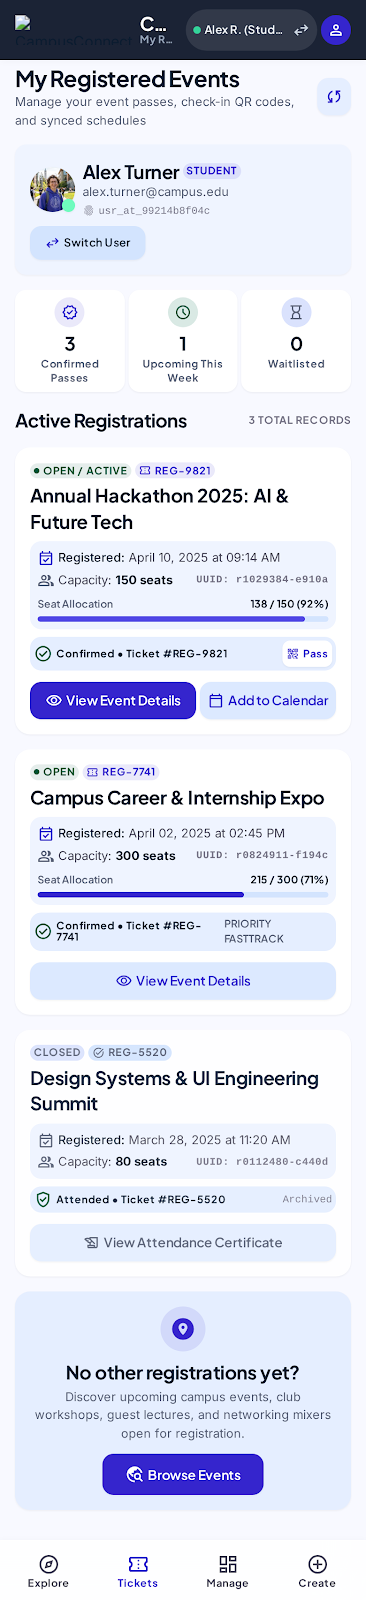 CampusConnect
C...
My R...
Alex R. (Stud...
My Registered Events
Manage your event passes, check-in QR codes,
and synced schedules
Alex Turner STUDENT
alex.turner@campus.edu
usr_at_99214b8f04c
Switch User
3
Confirmed
Passes
1
Upcoming This
Week
0
Waitlisted
Active Registrations
3 TOTAL RECORDS
OPEN / ACTIVE REG-9821
Annual Hackathon 2025: AI &
Future Tech
Registered: April 10, 2025 at 09:14 AM
Capacity: 150 seats UUID: r1029384-e910a
Seat Allocation 138 / 150 (92%)
Confirmed • Ticket #REG-9821 Pass
View Event Details Add to Calendar
OPEN REG-7741
Campus Career & Internship Expo
Registered: April 02, 2025 at 02:45 PM
Capacity: 300 seats UUID: r0824911-f194c
Seat Allocation 215 / 300 (71%)
Confirmed • Ticket #REG-
7741
PRIORITY
FASTTRACK
View Event Details
CLOSED REG-5520
Design Systems & UI Engineering
Summit
Registered: March 28, 2025 at 11:20 AM
Capacity: 80 seats UUID: r0112480-c440d
Attended • Ticket #REG-5520 Archived
View Attendance Certificate
No other registrations yet?
Discover upcoming campus events, club
workshops, guest lectures, and networking mixers
open for registration.
Browse Events
Explore Tickets Manage Create